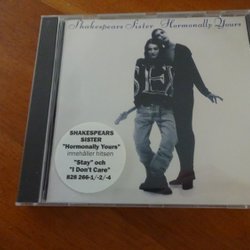 Shakespears Sister Hormonally Yours
SHAKESPEARS
SISTER
"Hormonally Yours"
innehåller hitsen
"Stay" och
"I Don't Care"
828 266-1/-2/-4